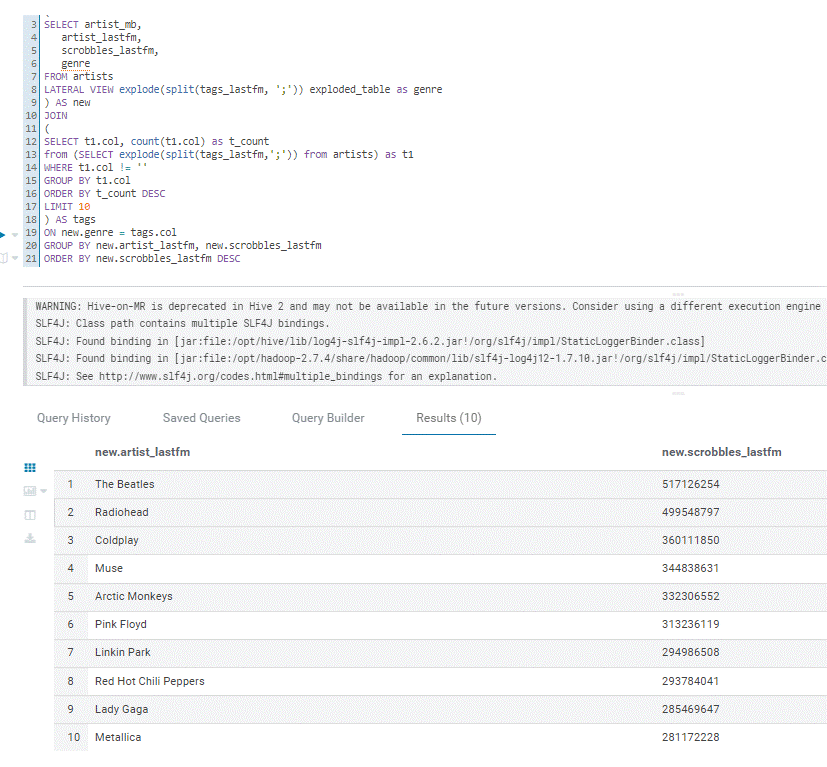 3 SELECT artist_mb,
4 artist_lastfm,
5 scrobbles_lastfm,
6 genre
7 FROM artists
8 LATERAL VIEW explode(split(tags_lastfm, ';')) exploded_table as genre
9 ) AS new
10 JOIN
11 (
12 SELECT t1.col, count(t1.col) as t_count
13 from (SELECT explode(split(tags_lastfm,';')) from artists) as t1
14 WHERE t1.col != ''
15 GROUP BY t1.col
16 ORDER BY t_count DESC
17 LIMIT 10
18 ) AS tags
19 ON new.genre = tags.col
20 GROUP BY new.artist_lastfm, new.scrobbles_lastfm
21 ORDER BY new.scrobbles_lastfm DESC
WARNING: Hive-on-MR is deprecated in Hive 2 and may not be available in the future versions. Consider using a different execution engine
SLF4J: Class path contains multiple SLF4J bindings.
SLF4J: Found binding in [jar:file:/opt/hive/lib/log4j-slf4j-impl-2.6.2.jar!/org/slf4j/impl/StaticLoggerBinder.class]
SLF4J: Found binding in [jar:file:/opt/hadoop-2.7.4/share/hadoop/common/lib/slf4j-log4j12-1.7.10.jar!/org/slf4j/impl/StaticLoggerBinder.c
SLF4J: See http://www.slf4j.org/codes.html#multiple_bindings for an explanation.
Query History Saved Queries Query Builder Results (10)
new.artist_lastfm new.scrobbles_lastfm
1 The Beatles 517126254
2 Radiohead 499548797
3 Coldplay 360111850
4 Muse 344838631
5 Arctic Monkeys 332306552
6 Pink Floyd 313236119
7 Linkin Park 294986508
8 Red Hot Chili Peppers 293784041
9 Lady Gaga 285469647
10 Metallica 281172228